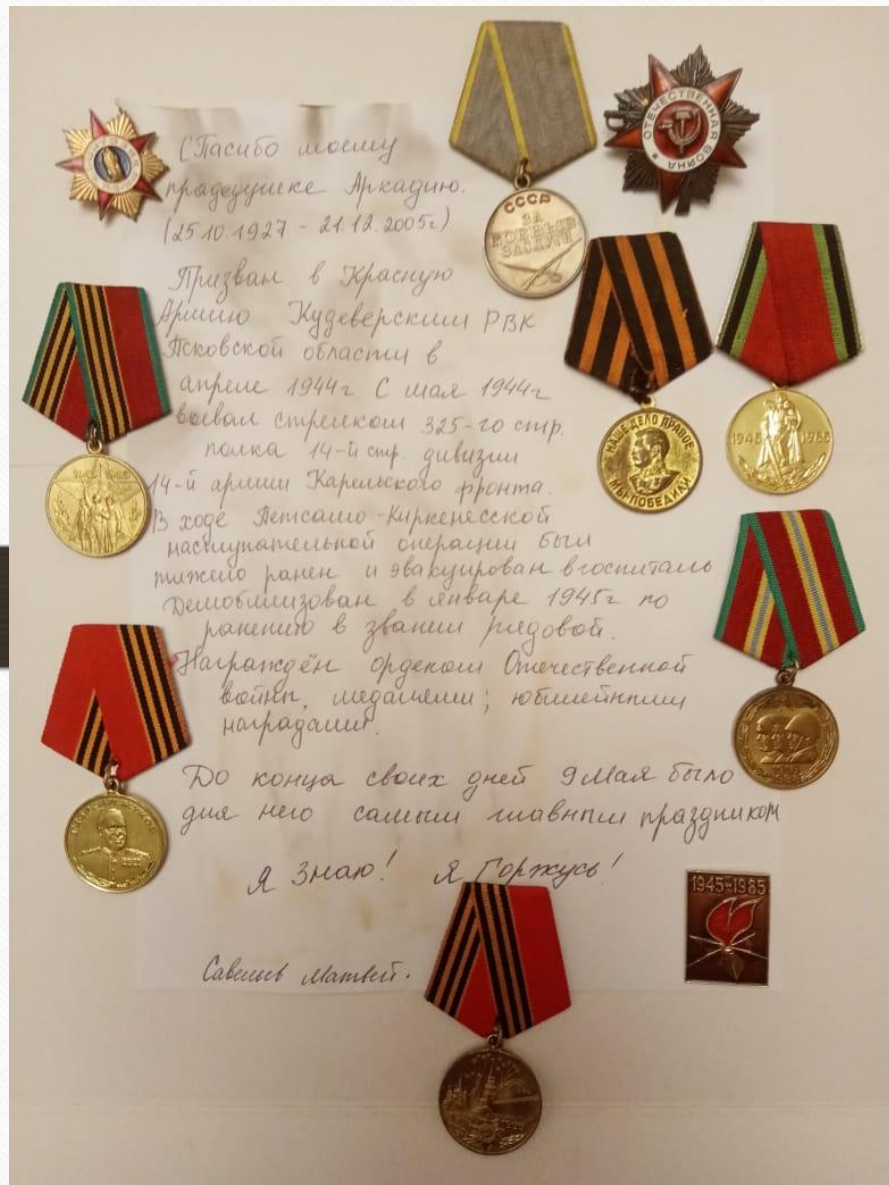 Спасибо моему
прадедушке Аркадию.
(25.10.1927 - 21.12.2005г)
Призван в Красную
Армию Кудеверским РВК
Псковской области в
апреле 1944г С мая 1944г
воевал стрелком 325-го стр.
полка 14-й стр. дивизии
14-й армии Карельского фронта.
В ходе Петсамо-Киркенесской
наступательной операции был
тяжело ранен и эвакуирован в госпиталь
Демобилизован в январе 1945г по
ранению в звании рядовой.
Награждён орденом Отечественной
войны, медалями; юбилейными
наградами.
До конца своих дней 9 Мая было
для него самым главным праздником
Я Знаю! Я Горжусь!
Матвей.
СССР
ЗА
БОЕВЫЕ
ЗАСЛУГИ
ОТЕЧЕСТВЕННАЯ ВОЙНА
НАШЕ ДЕЛО ПРАВОЕ
МЫ ПОБЕДИЛИ
1945 1965
1945-1985